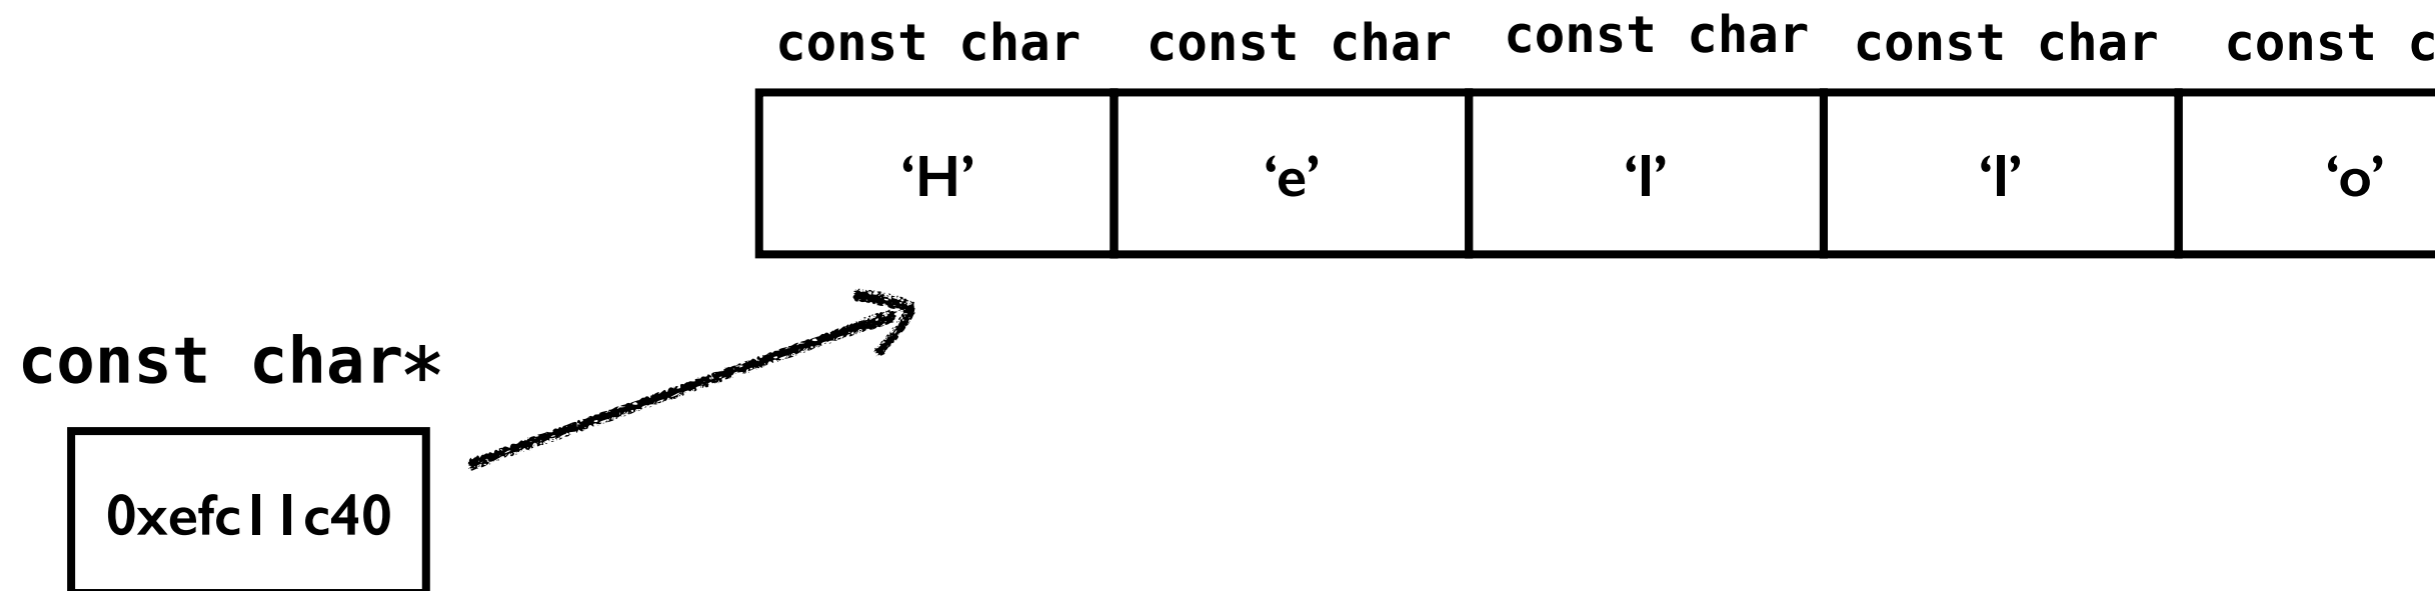 const char const char const char const char const c
‘H’ ‘e’ ‘l’ ‘l’ ‘o’
const char*
0xefc11c40